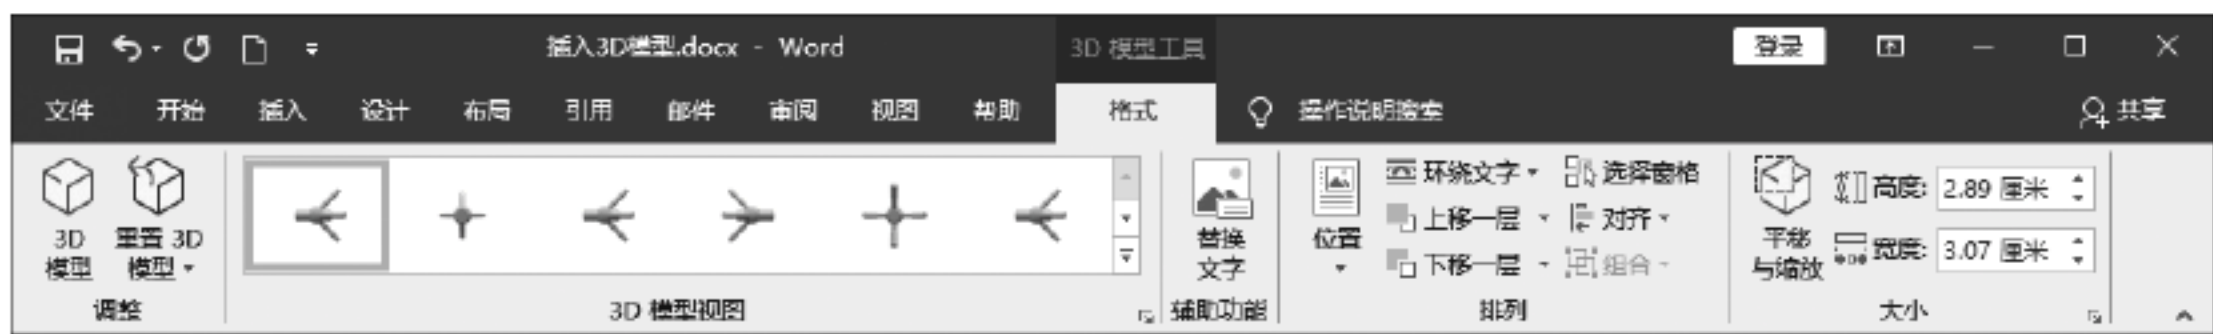 插入3D模型.docx - Word 3D 模型工具 登录
文件 开始 插入 设计 布局 引用 邮件 审阅 视图 帮助 格式 操作说明搜索 共享
3D
模型
重置 3D
模型
调整
3D 模型视图
替换
文字
辅助功能
位置
环绕文字
上移一层
下移一层
选择窗格
对齐
组合
排列
平移
与缩放
高度: 2.89 厘米
宽度: 3.07 厘米
大小